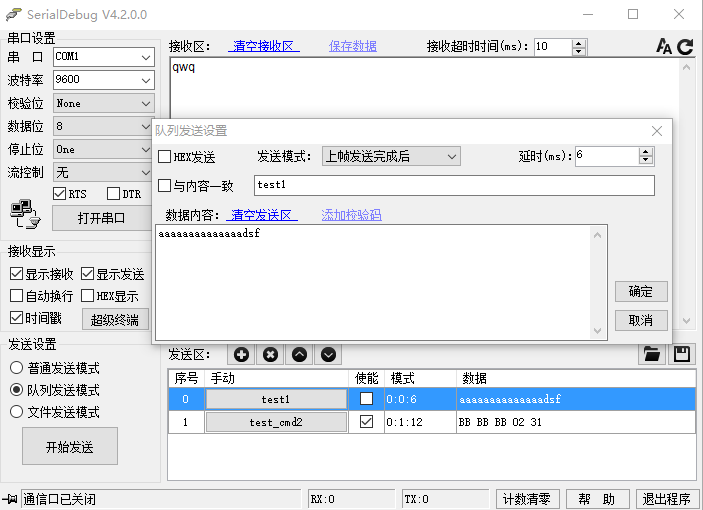 SerialDebug V4.2.0.0
串口设置
串 口 COM1
波特率 9600
校验位 None
数据位 8
停止位 One
流控制 无
RTS DTR
打开串口
接收显示
显示接收 显示发送
自动换行 HEX显示
时间戳 超级终端
发送设置
普通发送模式
队列发送模式
文件发送模式
开始发送
接收区: 清空接收区 保存数据 接收超时时间(ms): 10
qwq
队列发送设置
HEX发送 发送模式: 上帧发送完成后 延时(ms): 6
与内容一致 test1
数据内容: 清空发送区 添加校验码
aaaaaaaaaaaaaadsf
确定
取消
发送区:
序号 手动 使能 模式 数据
0 test1 0:0:6 aaaaaaaaaaaaaadsf
1 test_cmd2 0:1:12 BB BB BB 02 31
通信口已关闭 RX:0 TX:0 计数清零 帮 助 退出程序